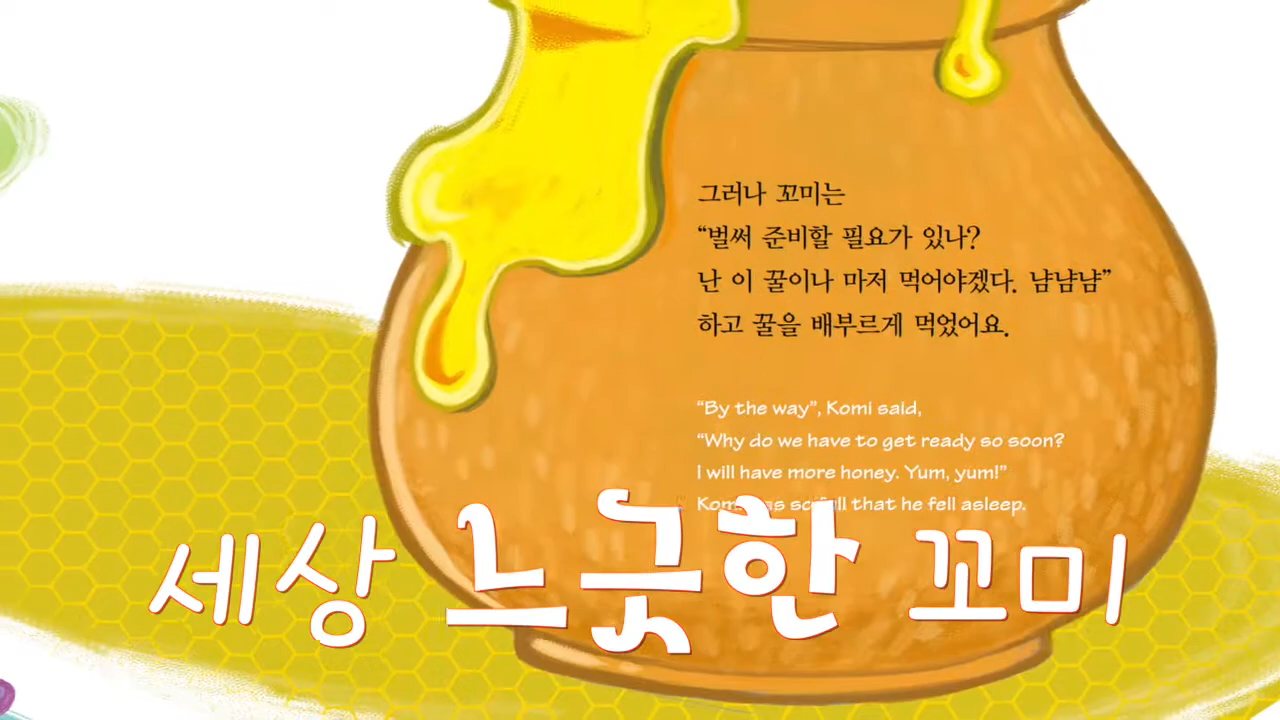 그러나 꼬미는
“벌써 준비할 필요가 있나?
난 이 꿀이나 마저 먹어야겠다. 냠냠냠”
하고 꿀을 배부르게 먹었어요.
“By the way”, Komi said,
“Why do we have to get ready so soon?
I will have more honey. Yum, yum!”
that he fell asleep.
세상 느긋한 꼬미